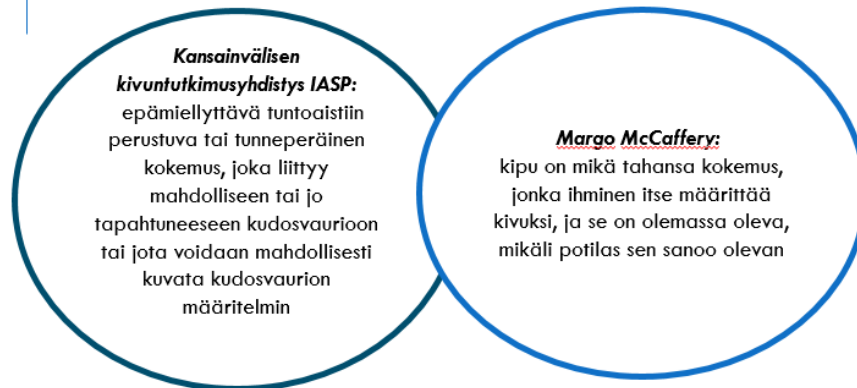 Kansainvälisen
kivuntutkimusyhdistys IASP:
epämiellyttävä tuntoaistiin
perustuva tai tunneperäinen
kokemus, joka liittyy
mahdolliseen tai jo
tapahtuneeseen kudosvaurioon
tai jota voidaan mahdollisesti
kuvata kudosvaurion
määritelmin
Margo McCaffery:
kipu on mikä tahansa kokemus,
jonka ihminen itse määrittää
kivuksi, ja se on olemassa oleva,
mikäli potilas sen sanoo olevan